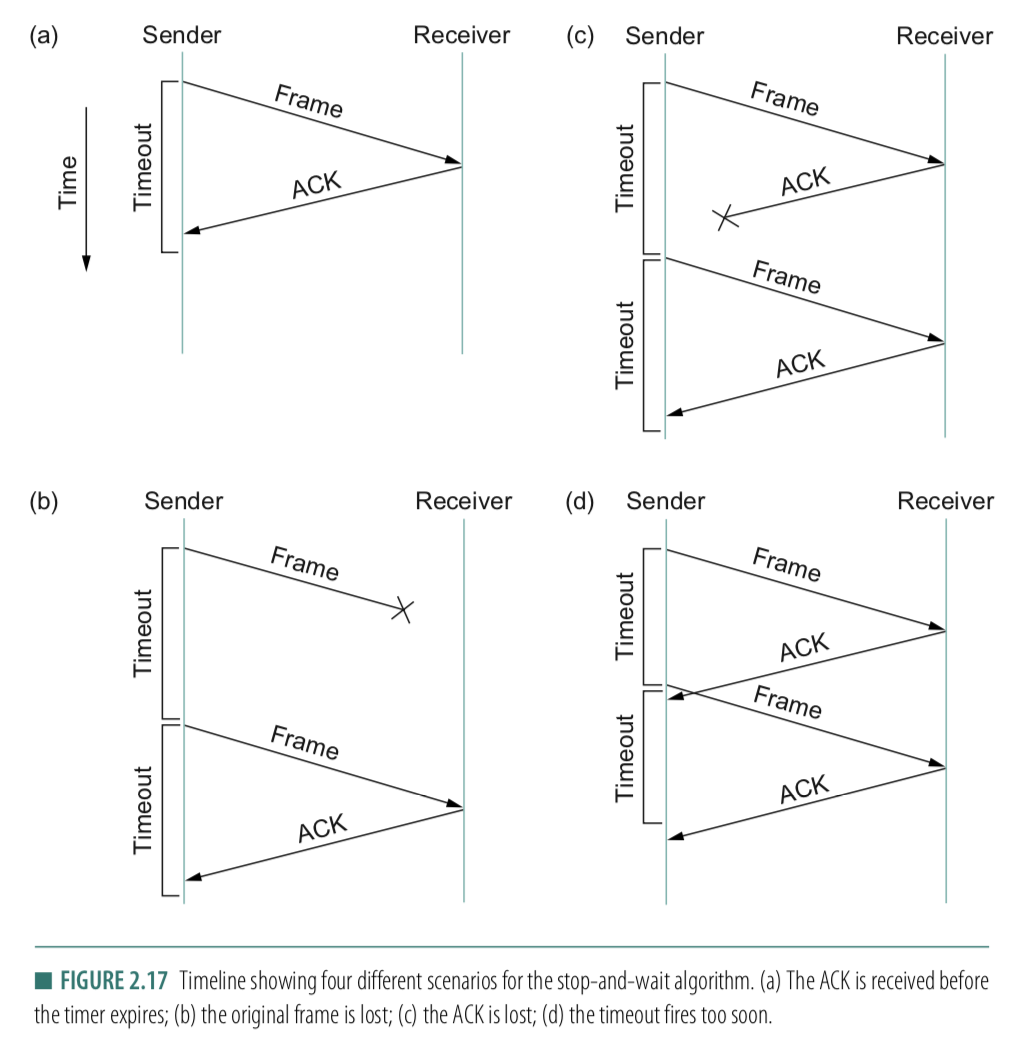 (a)
Sender
Receiver
Time
Timeout
Frame
ACK
(c)
Sender
Receiver
Timeout
Frame
ACK
Timeout
Frame
ACK
(b)
Sender
Receiver
Timeout
Frame
Timeout
Frame
ACK
(d)
Sender
Receiver
Timeout
Frame
ACK
Timeout
Frame
ACK
■ FIGURE 2.17 Timeline showing four different scenarios for the stop-and-wait algorithm. (a) The ACK is received before
the timer expires; (b) the original frame is lost; (c) the ACK is lost; (d) the timeout fires too soon.